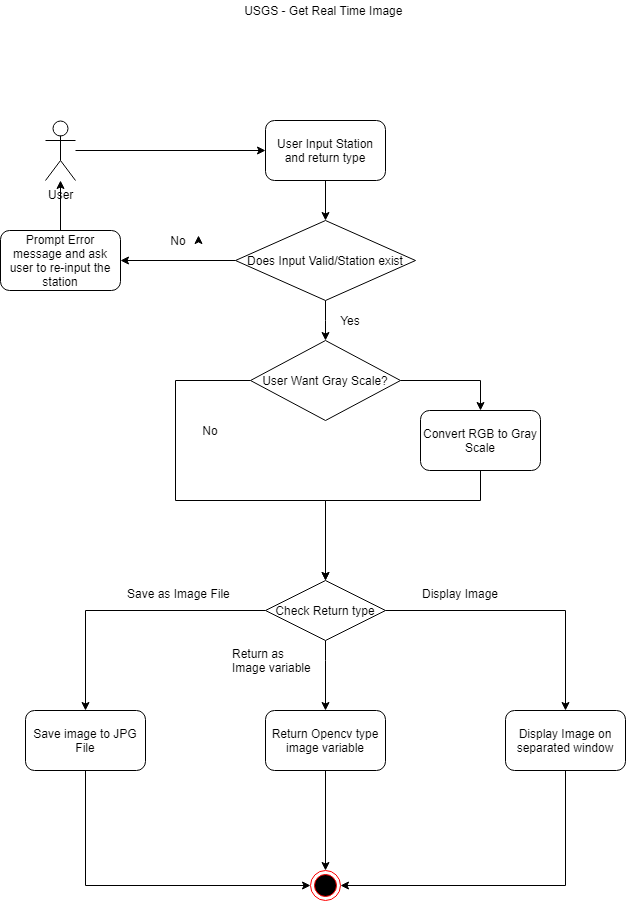 USGS - Get Real Time Image
User Input Station
and return type
User
Prompt Error
message and ask
user to re-input the
station
No
Does Input Valid/Station exist
Yes
User Want Gray Scale?
No
Convert RGB to Gray
Scale
Save as Image File
Check Return type
Display Image
Return as
Image variable
Save image to JPG
File
Return Opencv type
image variable
Display Image on
separated window